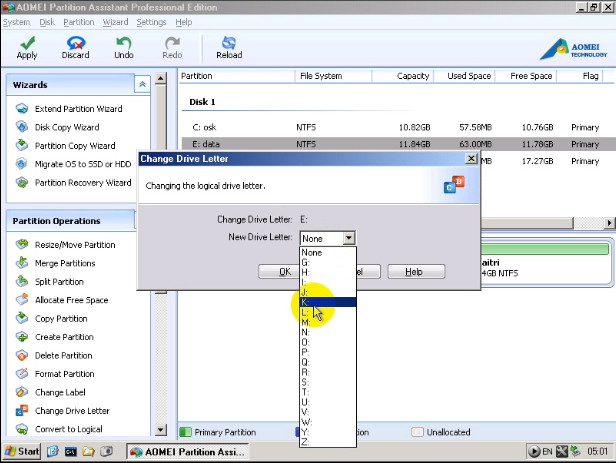 AOMEI Partition Assistant Professional Edition
System Disk Partition Wizard Settings Help
Apply Discard Undo Redo Reload
AOMEI
TECHNOLOGY
Wizards
Extend Partition Wizard
Disk Copy Wizard
Partition Copy Wizard
Migrate OS to SSD or HDD
Partition Recovery Wizard
Partition Operations
Resize/Move Partition
Merge Partitions
Split Partition
Allocate Free Space
Copy Partition
Create Partition
Delete Partition
Format Partition
Change Label
Change Drive Letter
Convert to Logical
Partition File System Capacity Used Space Free Space Flag
Disk 1
C: osk NTFS 10.82GB 57.58MB 10.76GB Primary
E: data NTFS 11.84GB 63.00MB 11.78GB Primary
17.27GB Primary
Change Drive Letter
Changing the logical drive letter.
C D
Change Drive Letter: E:
New Drive Letter: None
OK el Help
None
G:
H:
I:
J:
K:
L:
M:
N:
O:
P:
Q:
R:
S:
T:
U:
V:
W:
Y:
Z:
aitri
4GB NTFS
Primary Partition tion Unallocated
Start AOMEI Partition Assi... EN 05:01